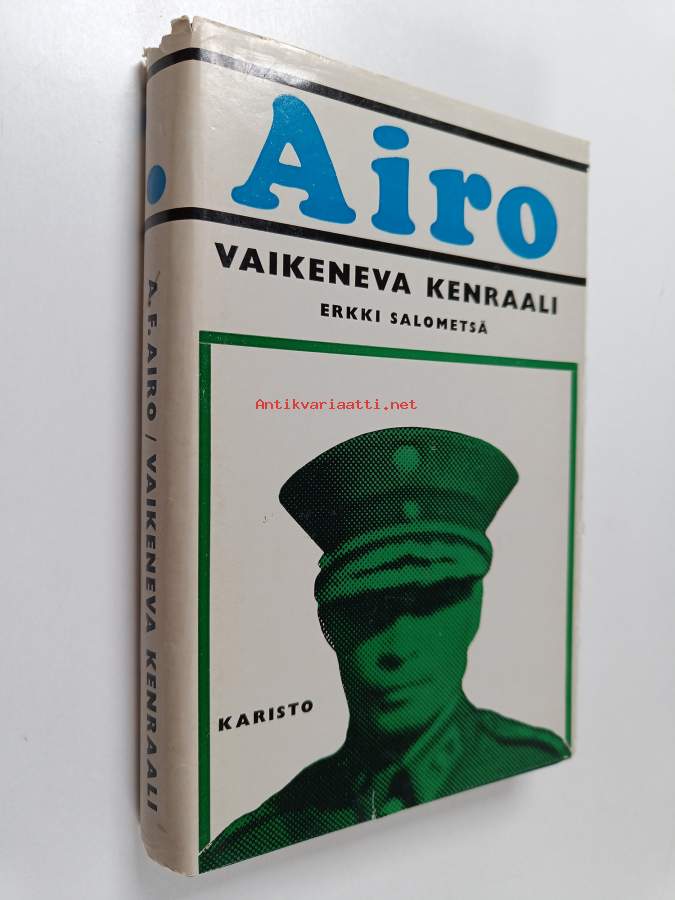 Airo
VAIKENEVA KENRAALI
ERKKI SALOMETSÄ
Antikvariaatti.net
KARISTO
A. F. AIRO / VAIKENEVA KENRAALI